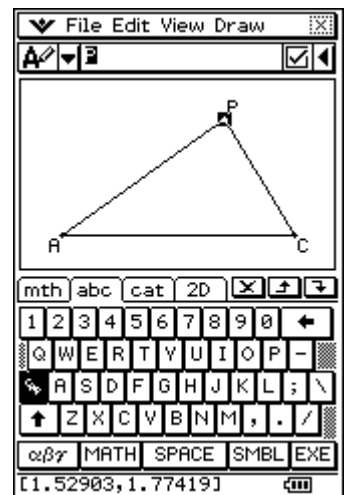 File Edit View Draw
A
P
A
C
mth abc cat 2D
1 2 3 4 5 6 7 8 9 0
Q W E R T Y U I O P -
A S D F G H J K L ; \
Z X C V B N M , . /
αβγ MATH SPACE SMBL EXE
[1.52903,1.77419]